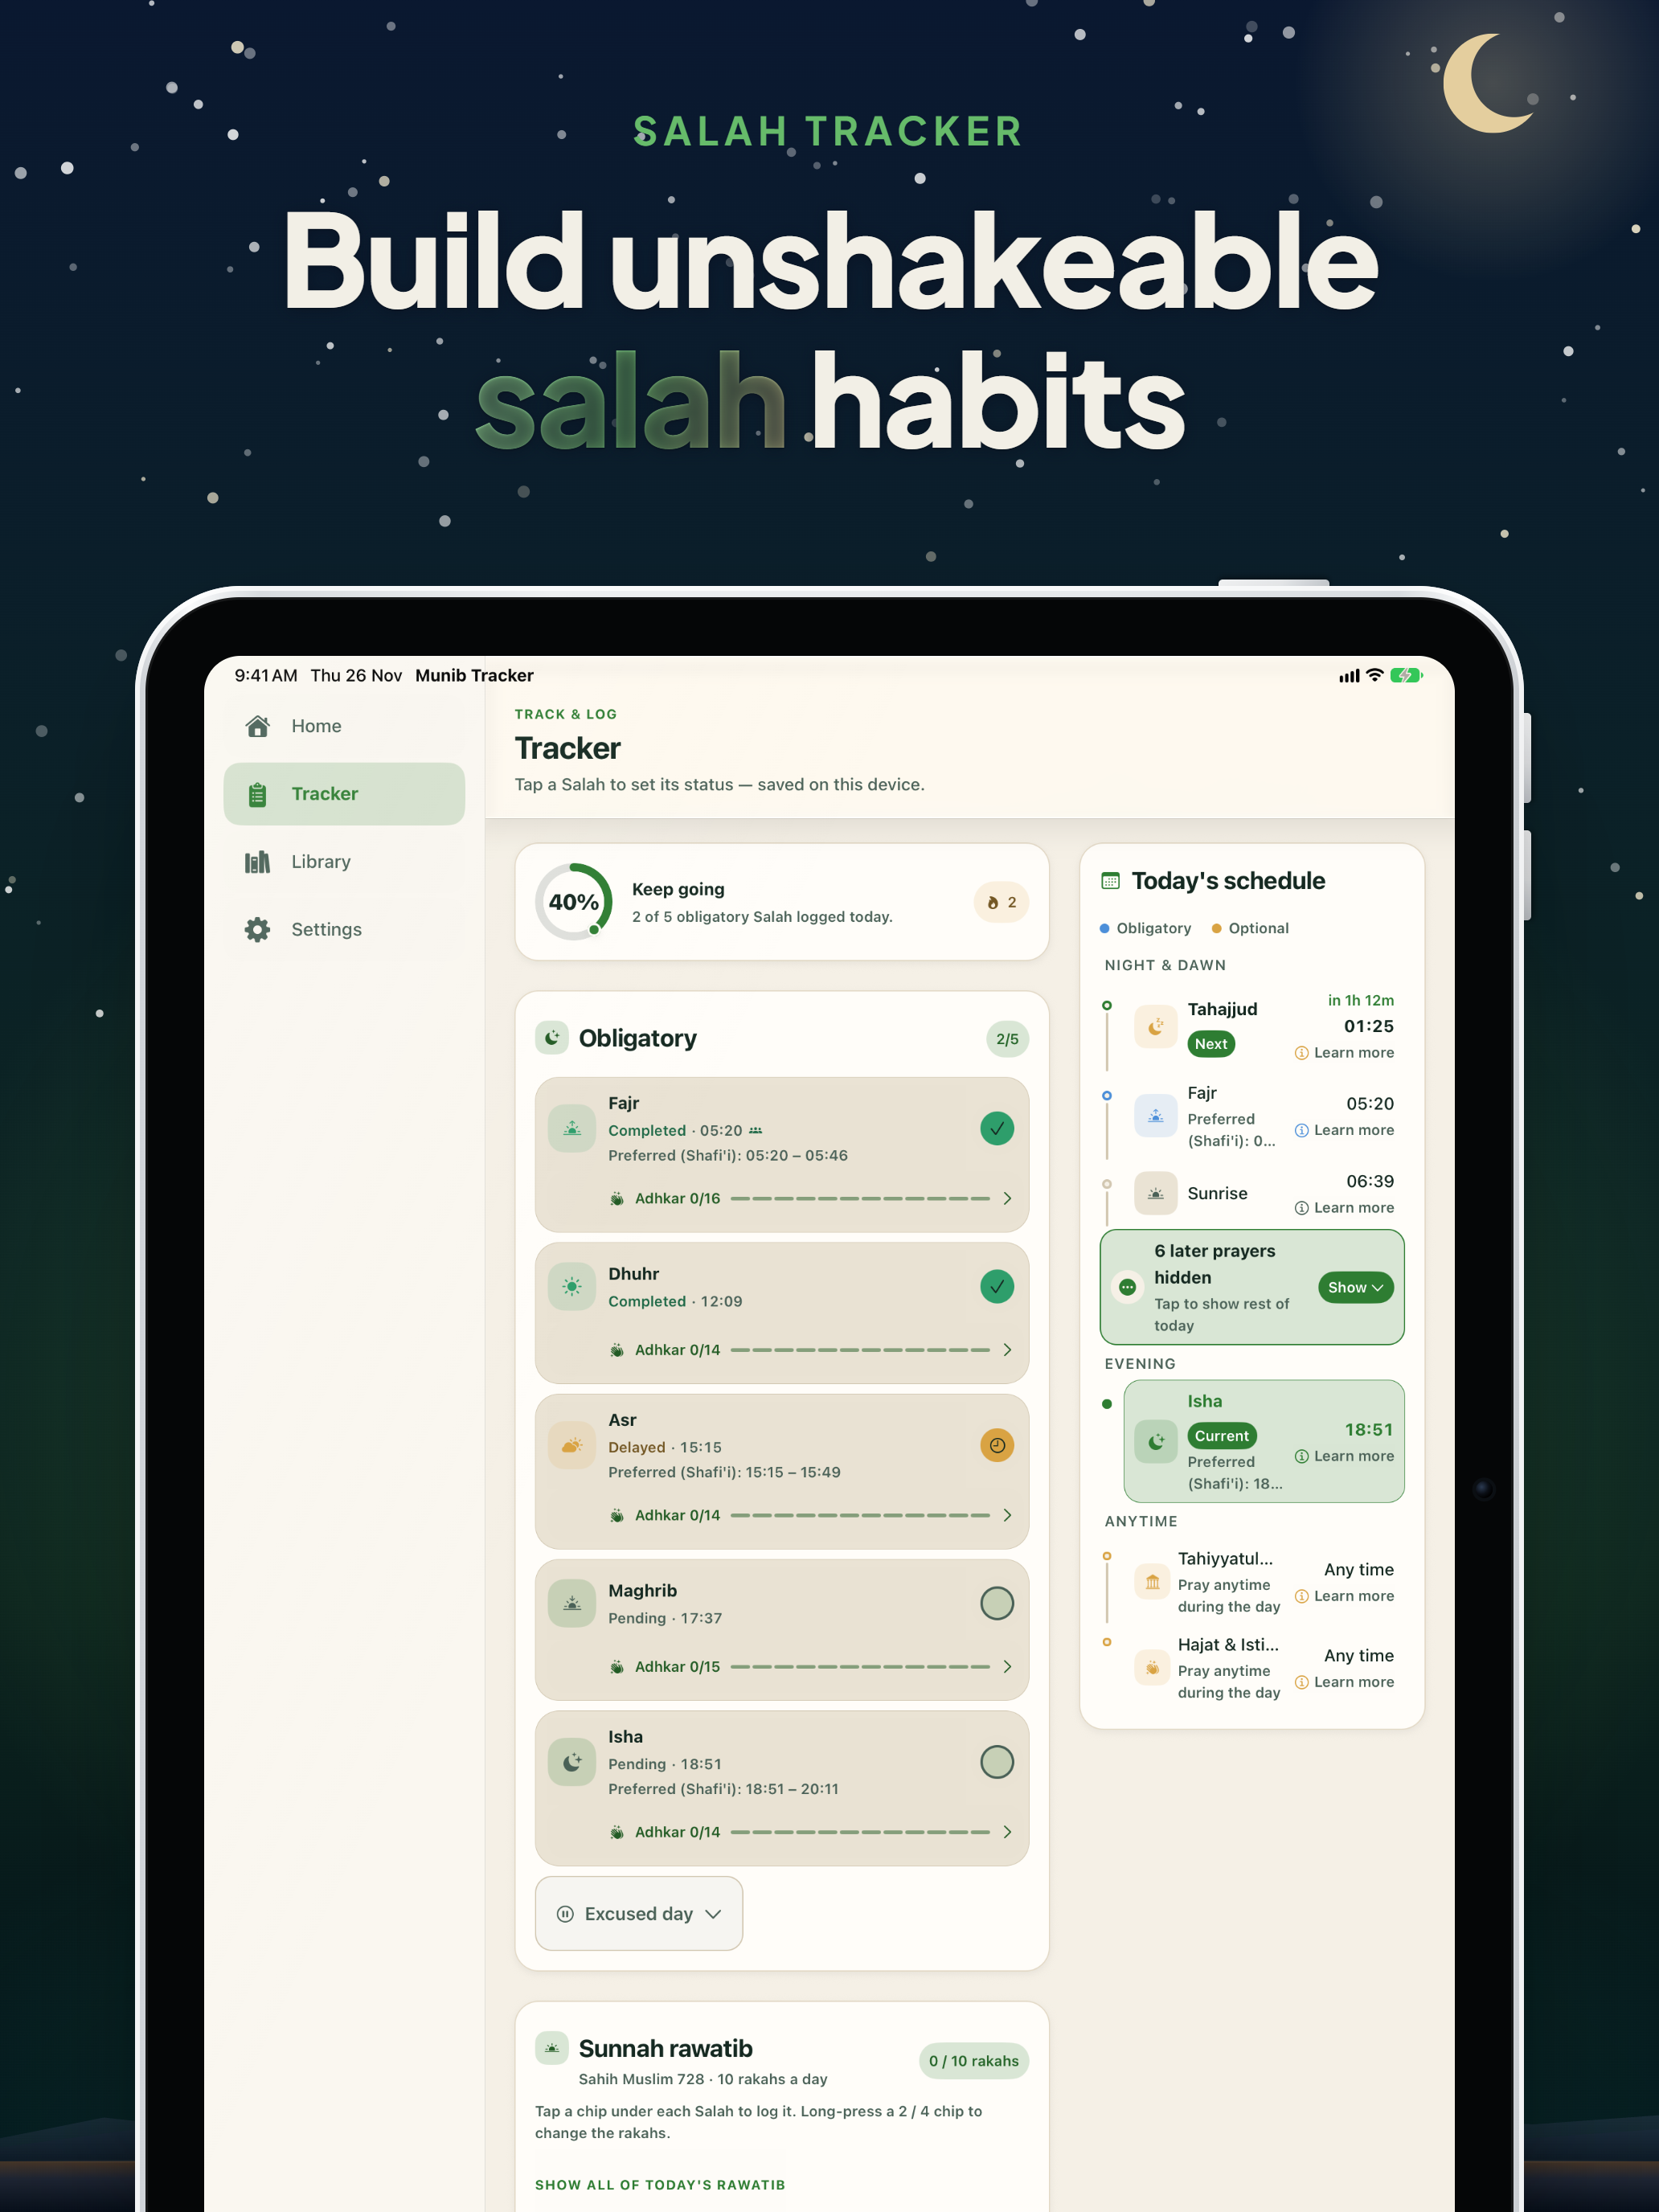 SALAH TRACKER
Build unshakeable
salah habits
9:41 AM Thu 26 Nov Munib Tracker
Home
Tracker
Library
Settings
TRACK & LOG
Tracker
Tap a Salah to set its status — saved on this device.
40%
Keep going
2 of 5 obligatory Salah logged today.
2
Obligatory
2/5
Fajr
Completed · 05:20
Preferred (Shafi'i): 05:20 – 05:46
Adhkar 0/16
Dhuhr
Completed · 12:09
Adhkar 0/14
Asr
Delayed · 15:15
Preferred (Shafi'i): 15:15 – 15:49
Adhkar 0/14
Maghrib
Pending · 17:37
Adhkar 0/15
Isha
Pending · 18:51
Preferred (Shafi'i): 18:51 – 20:11
Adhkar 0/14
Excused day
Sunnah rawatib
Sahih Muslim 728 · 10 rakahs a day
0 / 10 rakahs
Tap a chip under each Salah to log it. Long-press a 2 / 4 chip to
change the rakahs.
SHOW ALL OF TODAY'S RAWATIB
Today's schedule
Obligatory Optional
NIGHT & DAWN
Tahajjud
Next
in 1h 12m
01:25
Learn more
Fajr
Preferred
(Shafi'i): 0...
05:20
Learn more
Sunrise
06:39
Learn more
6 later prayers
hidden
Tap to show rest of
today
Show
EVENING
Isha
Current
Preferred
(Shafi'i): 18...
18:51
Learn more
ANYTIME
Tahiyyatul...
Pray anytime
during the day
Any time
Learn more
Hajat & Isti...
Pray anytime
during the day
Any time
Learn more